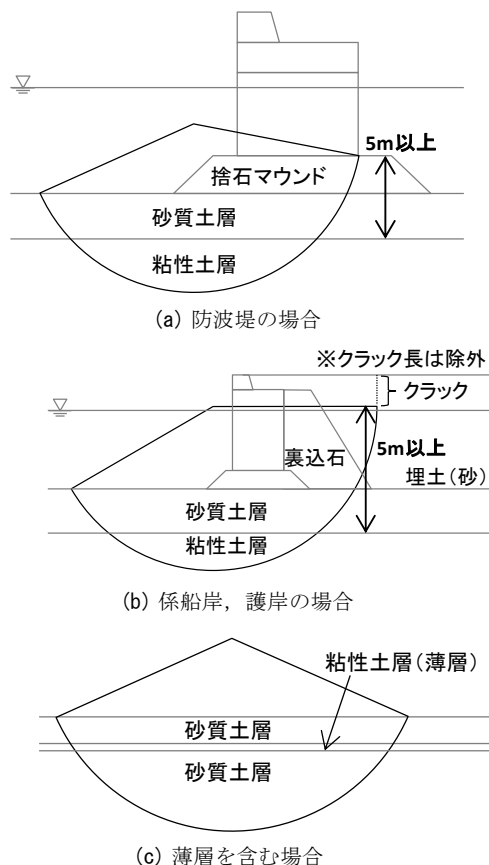 5m以上
捨石マウンド
砂質土層
粘性土層
(a) 防波堤の場合
※クラック長は除外
クラック
裏込石
5m以上
埋土(砂)
砂質土層
粘性土層
(b) 係船岸，護岸の場合
粘性土層(薄層)
砂質土層
砂質土層
(c) 薄層を含む場合